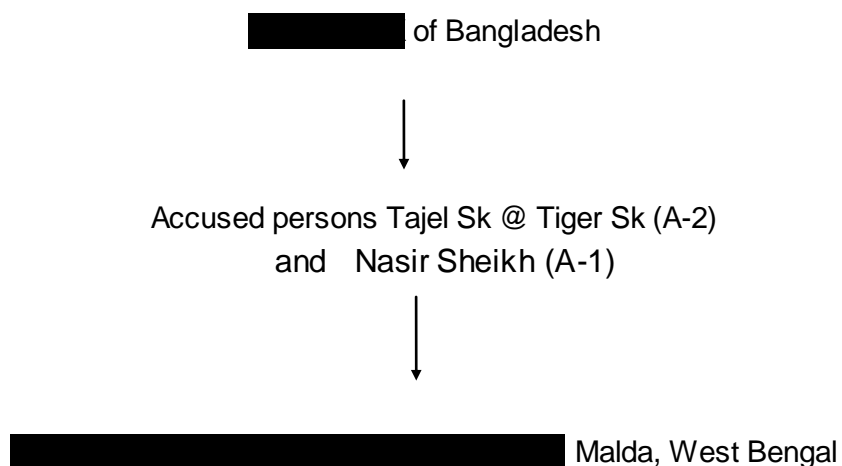 of Bangladesh
Accused persons Tajel Sk @ Tiger Sk (A-2)
and Nasir Sheikh (A-1)
Malda, West Bengal